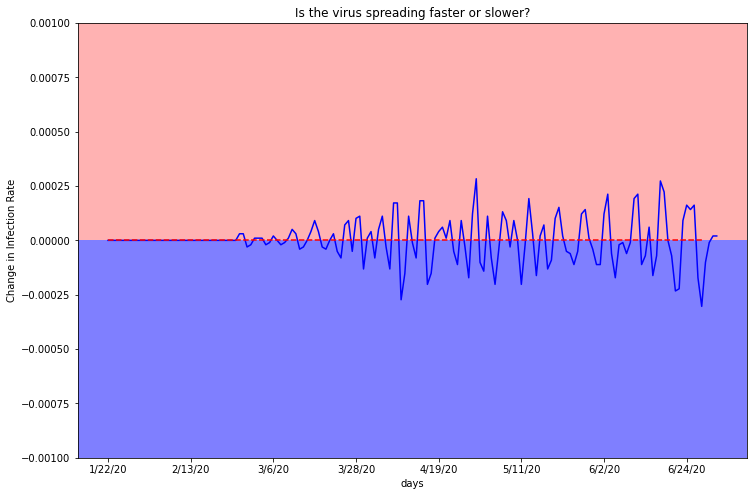 Is the virus spreading faster or slower?
0.00100
0.00075
0.00050
0.00025
0.00000
−0.00025
−0.00050
−0.00075
−0.00100
Change in Infection Rate
1/22/20 2/13/20 3/6/20 3/28/20 4/19/20 5/11/20 6/2/20 6/24/20
days